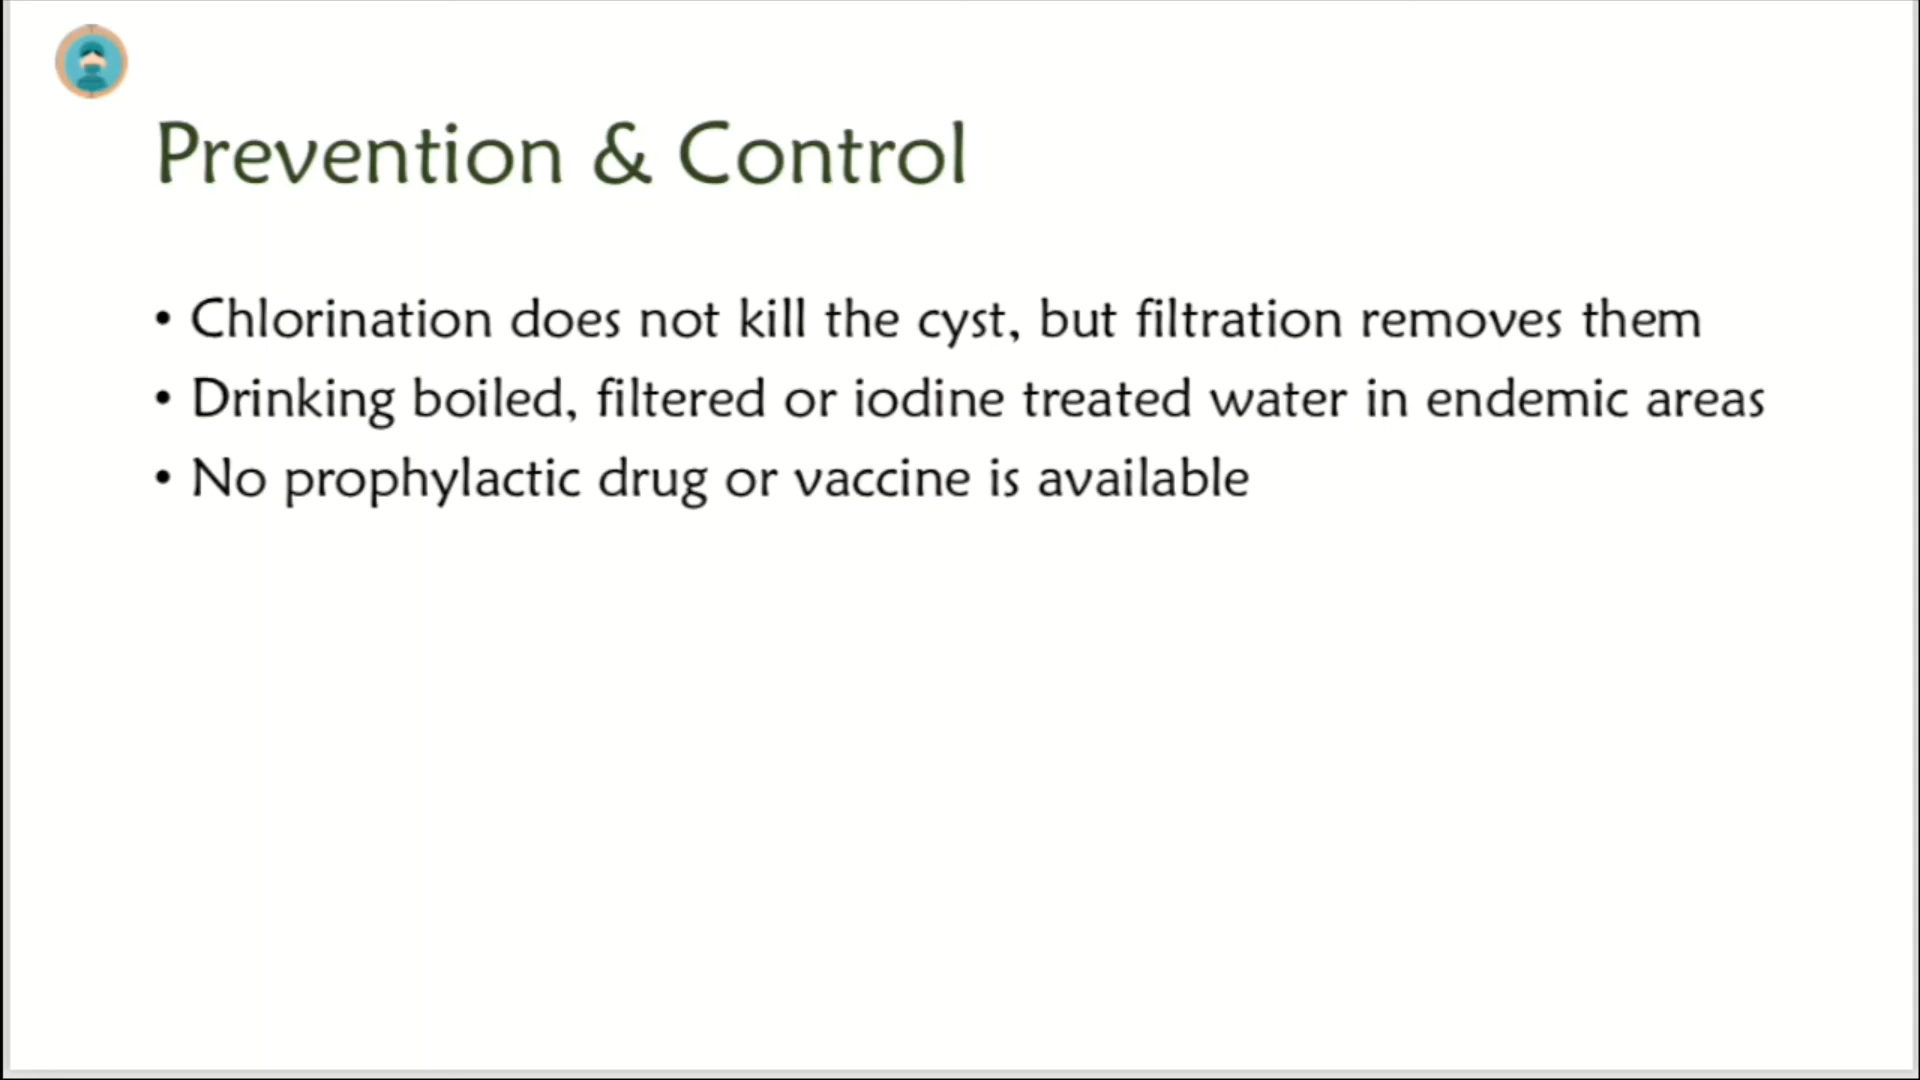 Prevention & Control
• Chlorination does not kill the cyst, but filtration removes them
• Drinking boiled, filtered or iodine treated water in endemic areas
• No prophylactic drug or vaccine is available